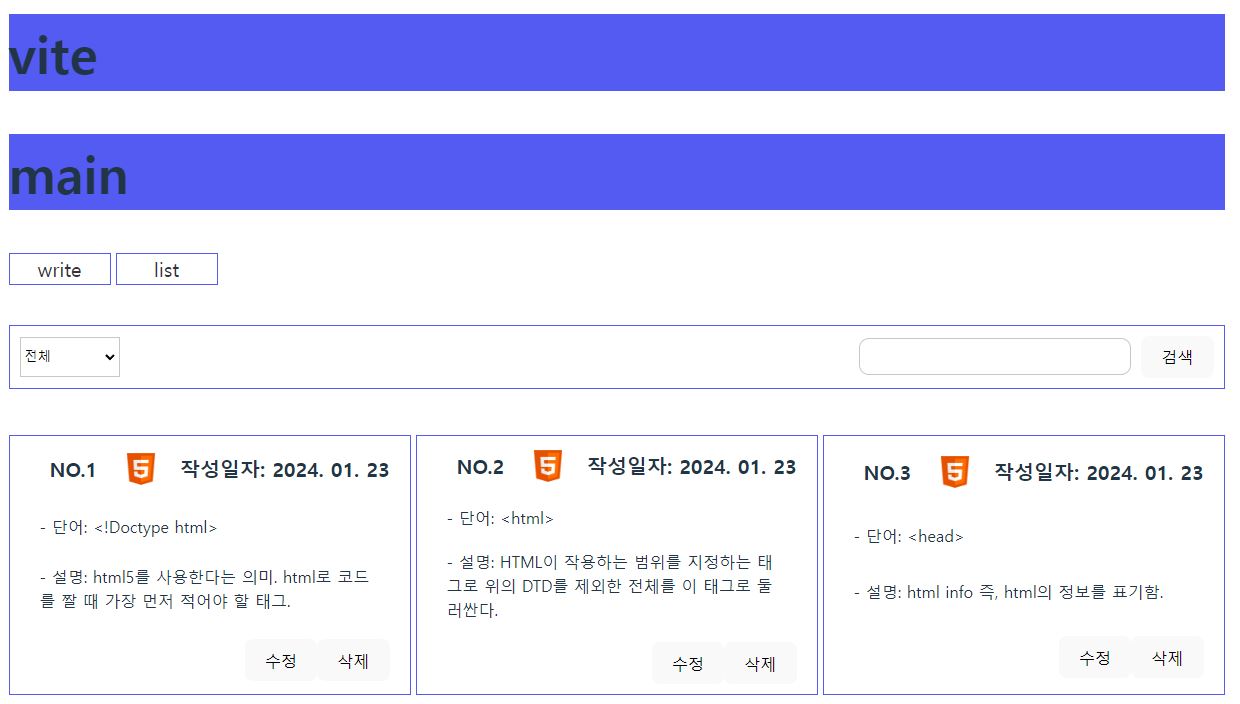 vite
main
write list
전체 검색
NO.1 5 작성일자: 2024. 01. 23
- 단어: <!Doctype html>
- 설명: html5를 사용한다는 의미. html로 코드
를 짤 때 가장 먼저 적어야 할 태그.
수정 삭제
NO.2 5 작성일자: 2024. 01. 23
- 단어: <html>
- 설명: HTML이 작용하는 범위를 지정하는 태
그로 위의 DTD를 제외한 전체를 이 태그로 둘
러싼다.
수정 삭제
NO.3 5 작성일자: 2024. 01. 23
- 단어: <head>
- 설명: html info 즉, html의 정보를 표기함.
수정 삭제